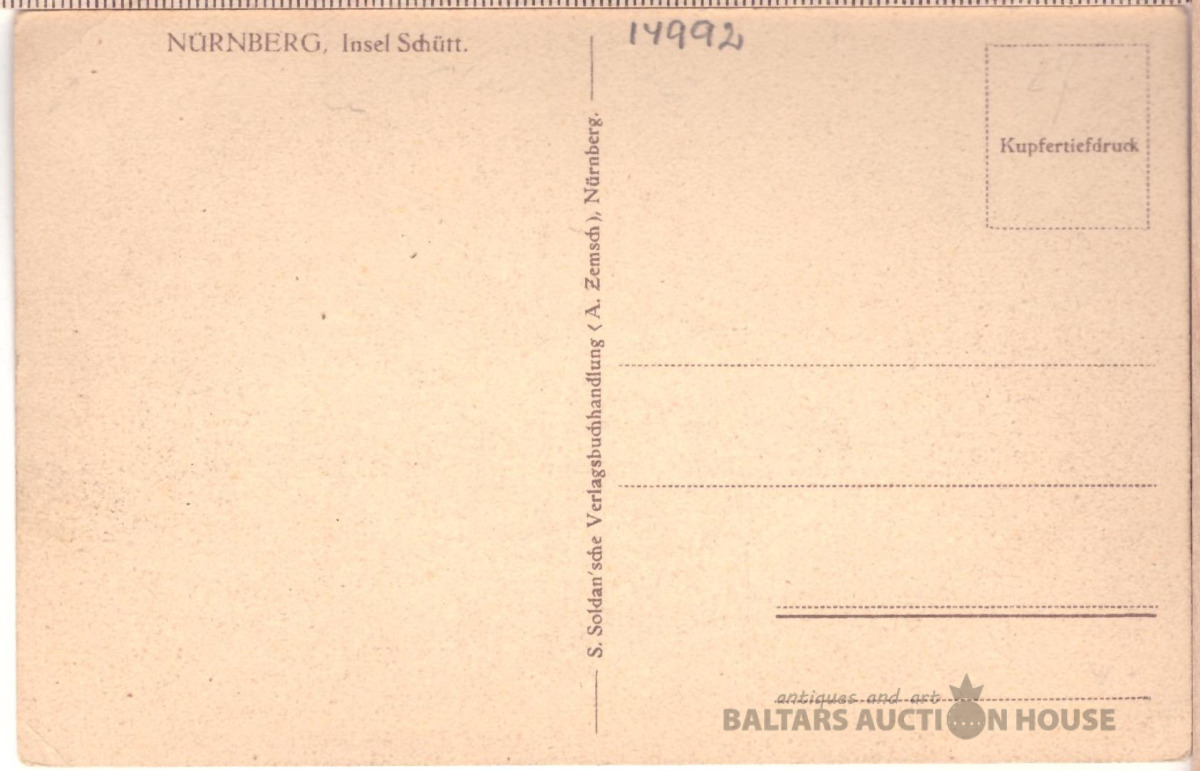 NÜRNBERG, Insel Schütt.
14992
S. Soldan'sche Verlagsbuchhandlung (A. Zemsch), Nürnberg.
Kupfertiefdruck
antiques and art
BALTARS AUCTION HOUSE